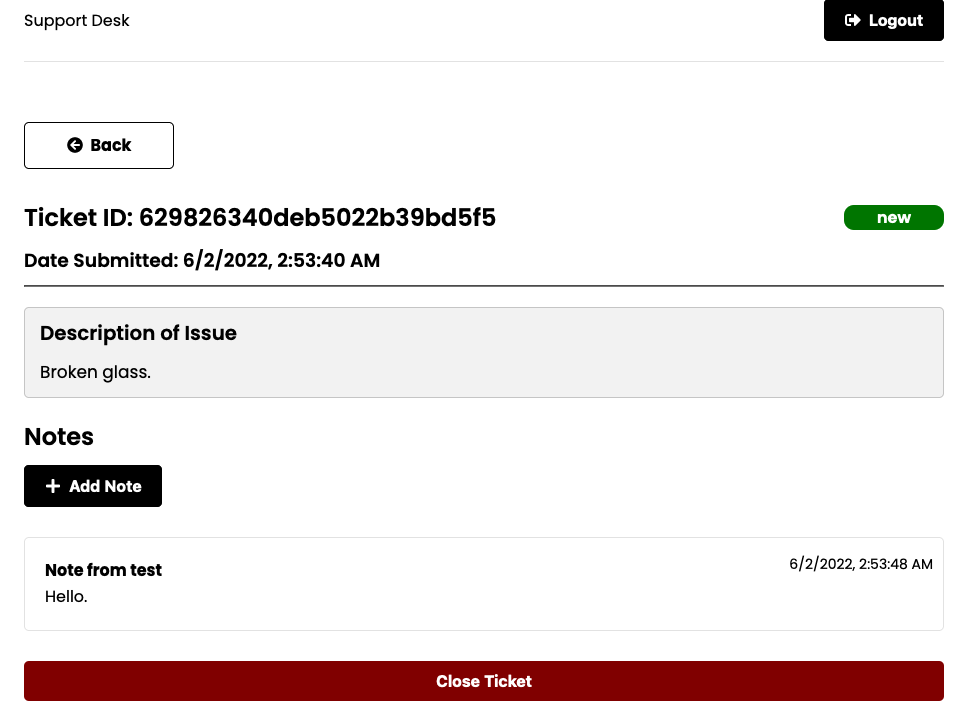 Support Desk
Logout
Back
Ticket ID: 629826340deb5022b39bd5f5
new
Date Submitted: 6/2/2022, 2:53:40 AM
Description of Issue
Broken glass.
Notes
Add Note
Note from test
6/2/2022, 2:53:48 AM
Hello.
Close Ticket